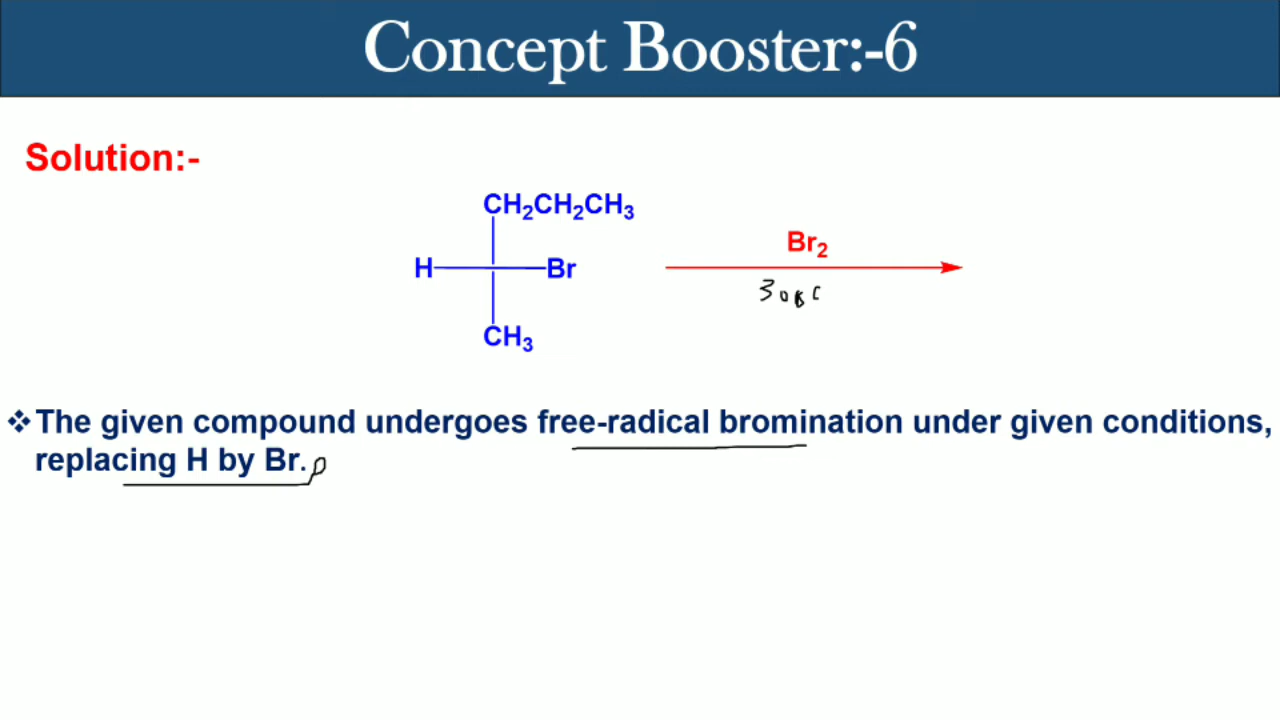 Concept Booster:-6
Solution:-
CH₂CH₂CH₃
Br₂
H Br
CH₃
❖The given compound undergoes free-radical bromination under given conditions,
replacing H by Br.